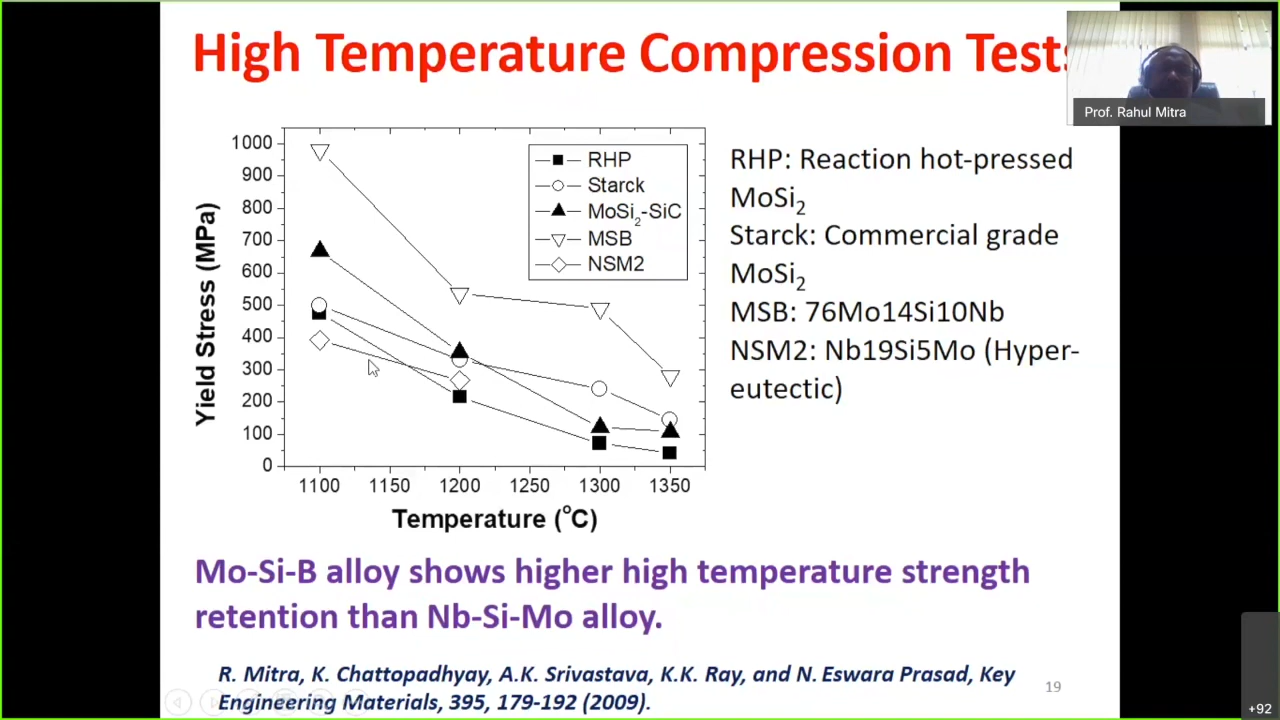 High Temperature Compression Tests
Prof. Rahul Mitra
1000
900
800
700
600
500
400
300
200
100
0
Yield Stress (MPa)
RHP
Starck
MoSi2-SiC
MSB
NSM2
1100 1150 1200 1250 1300 1350
Temperature (°C)
RHP: Reaction hot-pressed
MoSi2
Starck: Commercial grade
MoSi2
MSB: 76Mo14Si10Nb
NSM2: Nb19Si5Mo (Hyper-
eutectic)
Mo-Si-B alloy shows higher high temperature strength
retention than Nb-Si-Mo alloy.
R. Mitra, K. Chattopadhyay, A.K. Srivastava, K.K. Ray, and N. Eswara Prasad, Key
Engineering Materials, 395, 179-192 (2009).
19
+92